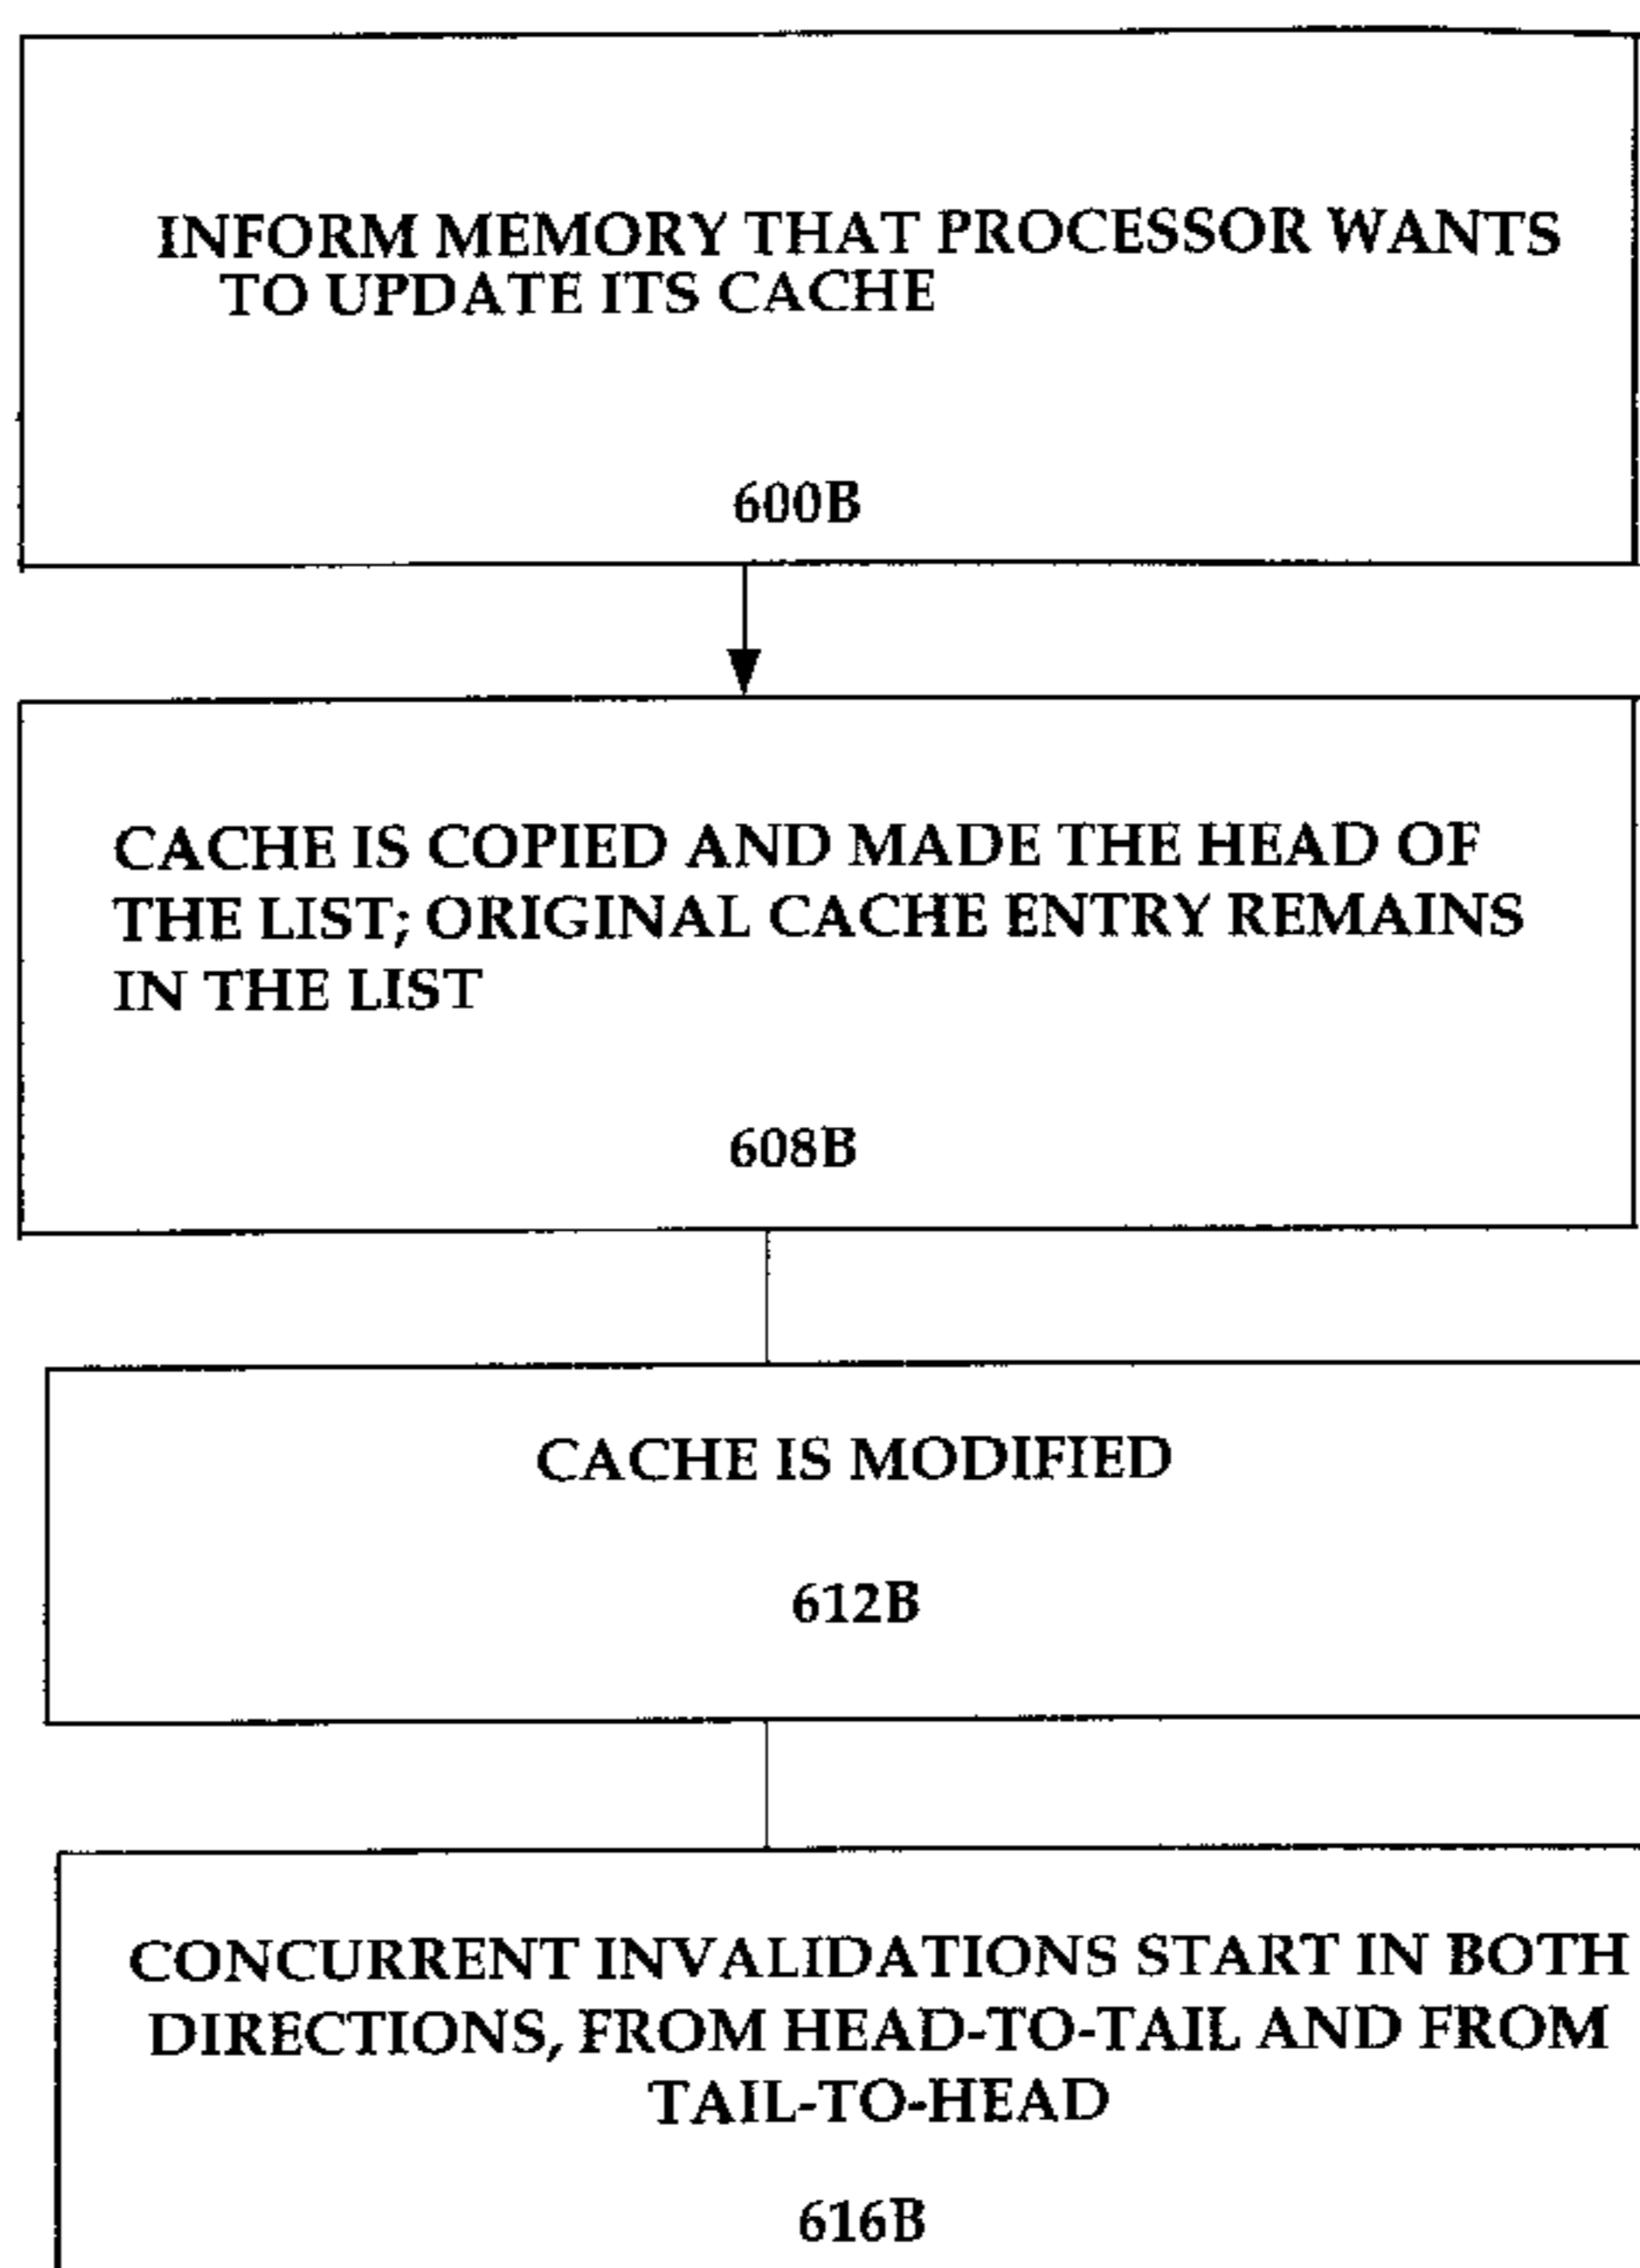 INFORM MEMORY THAT PROCESSOR WANTS
TO UPDATE ITS CACHE
600B
CACHE IS COPIED AND MADE THE HEAD OF
THE LIST; ORIGINAL CACHE ENTRY REMAINS
IN THE LIST
608B
CACHE IS MODIFIED
612B
CONCURRENT INVALIDATIONS START IN BOTH
DIRECTIONS, FROM HEAD-TO-TAIL AND FROM
TAIL-TO-HEAD
616B